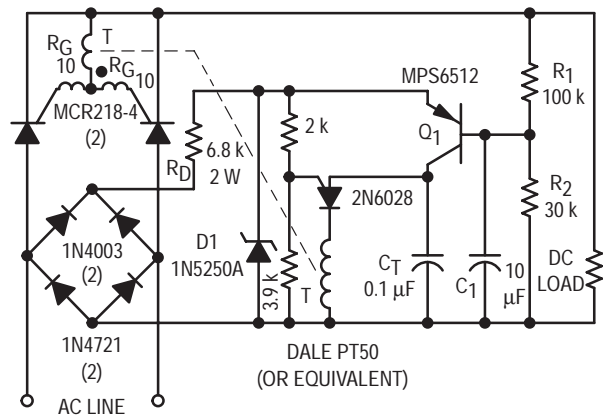 R_G
10
T
R_G 10
MCR218-4
(2)
R_D
6.8 k
2 W
2 k
MPS6512
Q_1
R_1
100 k
R_2
30 k
2N6028
1N4003
(2)
D1
1N5250A
3.9 k
T
C_T
0.1 µF
C_1
10
µF
DC
LOAD
1N4721
(2)
DALE PT50
(OR EQUIVALENT)
AC LINE